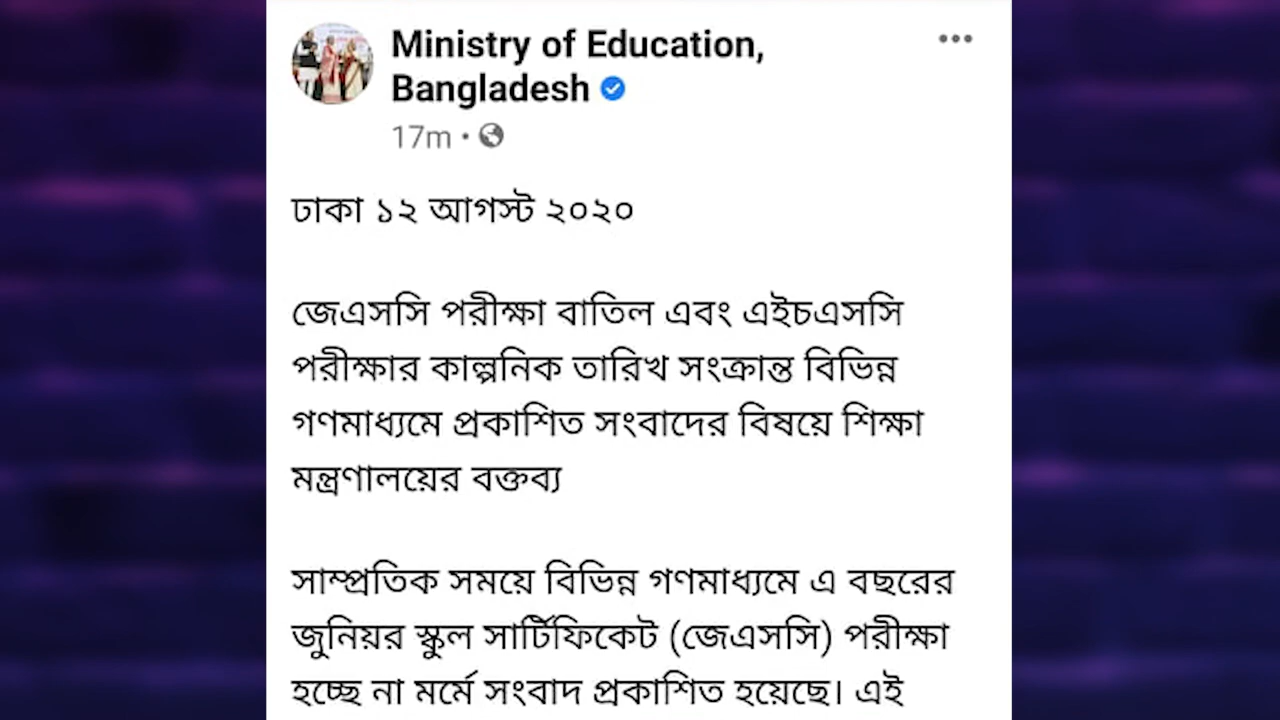 Ministry of Education,
Bangladesh
17m •
ঢাকা ১২ আগস্ট ২০২০
জেএসসি পরীক্ষা বাতিল এবং এইচএসসি
পরীক্ষার কাল্পনিক তারিখ সংক্রান্ত বিভিন্ন
গণমাধ্যমে প্রকাশিত সংবাদের বিষয়ে শিক্ষা
মন্ত্রণালয়ের বক্তব্য
সাম্প্রতিক সময়ে বিভিন্ন গণমাধ্যমে এ বছরের
জুনিয়র স্কুল সার্টিফিকেট (জেএসসি) পরীক্ষা
হচ্ছে না মর্মে সংবাদ প্রকাশিত হয়েছে। এই